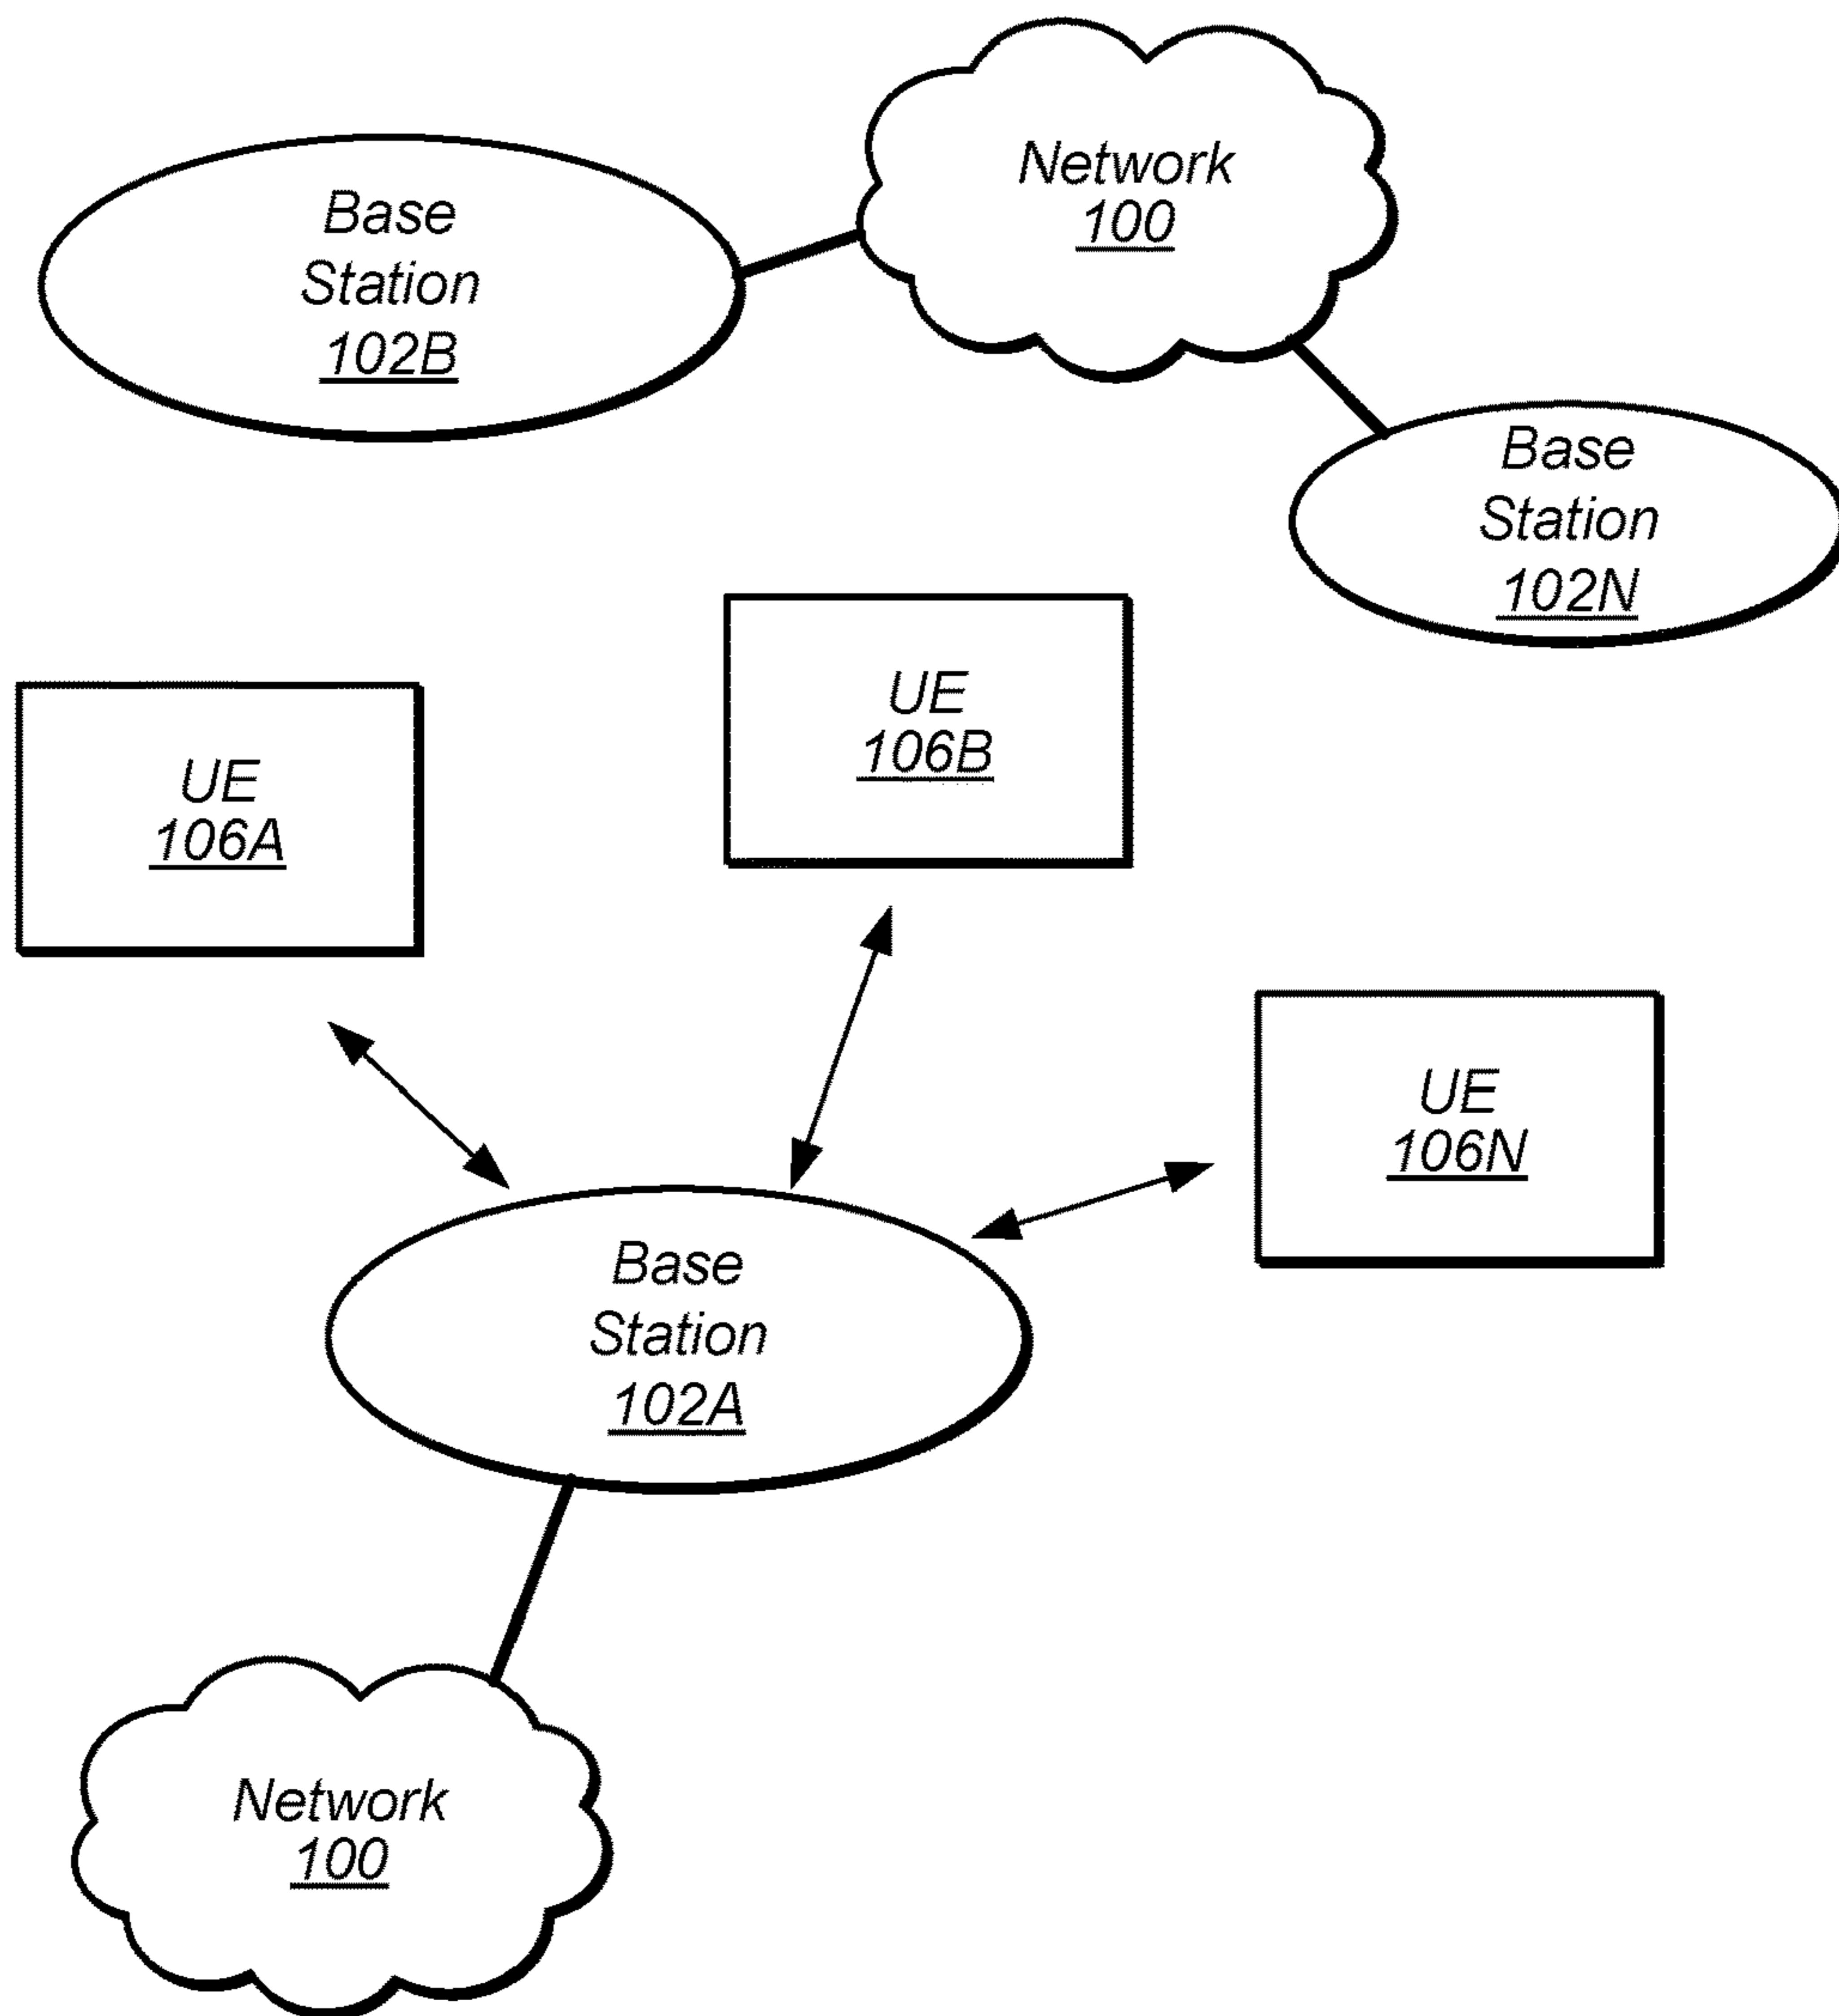 Network
100
Base
Station
102B
Base
Station
102N
UE
106B
UE
106A
UE
106N
Base
Station
102A
Network
100